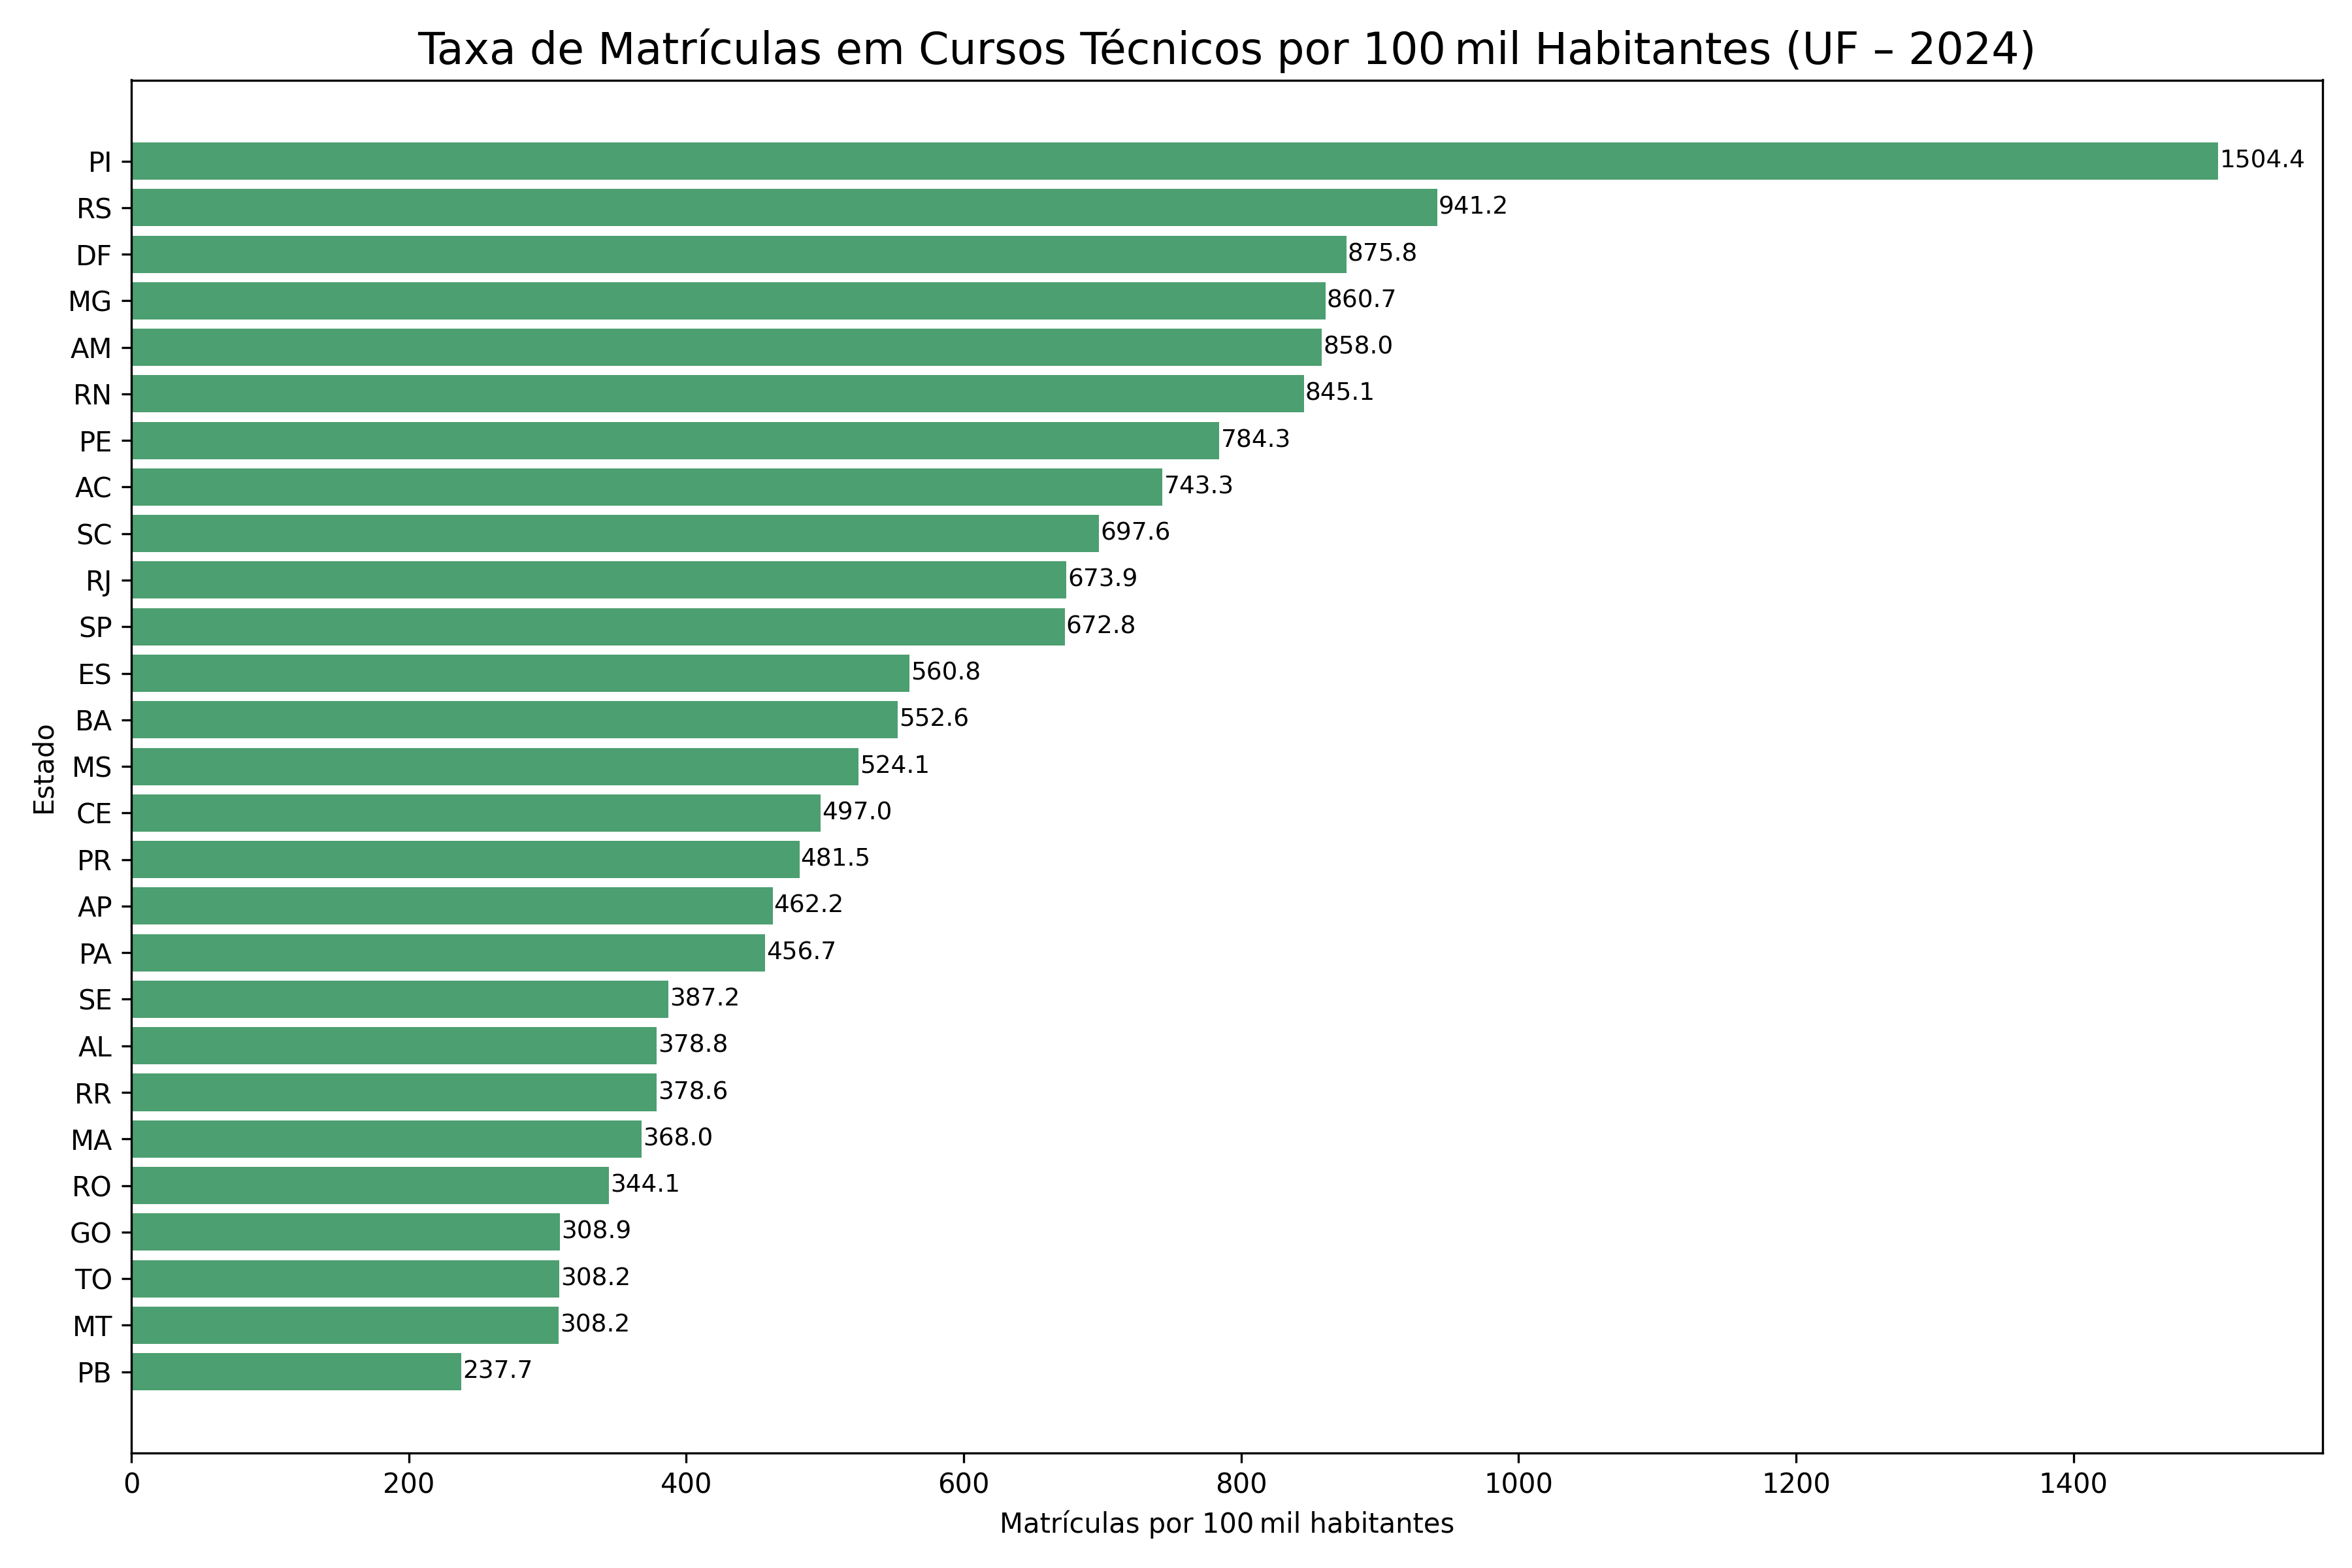 Taxa de Matrículas em Cursos Técnicos por 100 mil Habitantes (UF – 2024)
PI 1504.4
RS 941.2
DF 875.8
MG 860.7
AM 858.0
RN 845.1
PE 784.3
AC 743.3
SC 697.6
RJ 673.9
SP 672.8
ES 560.8
BA 552.6
MS 524.1
CE 497.0
PR 481.5
AP 462.2
PA 456.7
SE 387.2
AL 378.8
RR 378.6
MA 368.0
RO 344.1
GO 308.9
TO 308.2
MT 308.2
PB 237.7
Estado
0 200 400 600 800 1000 1200 1400
Matrículas por 100 mil habitantes